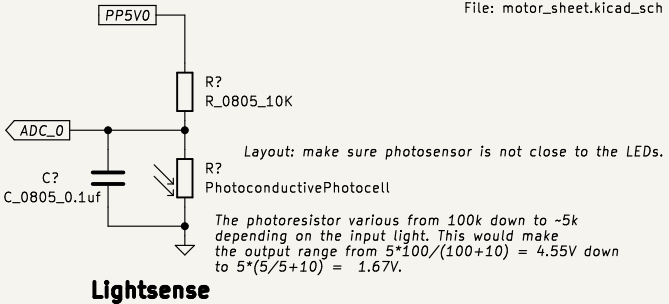 File: motor_sheet.kicad_sch
PP5V0
R?
R_0805_10K
ADC_0
Layout: make sure photosensor is not close to the LEDs.
R?
PhotoconductivePhotocell
C?
C_0805_0.1uf
The photoresistor various from 100k down to ~5k
depending on the input light. This would make
the output range from 5*100/(100+10) = 4.55V down
to 5*(5/5+10) =  1.67V.
Lightsense